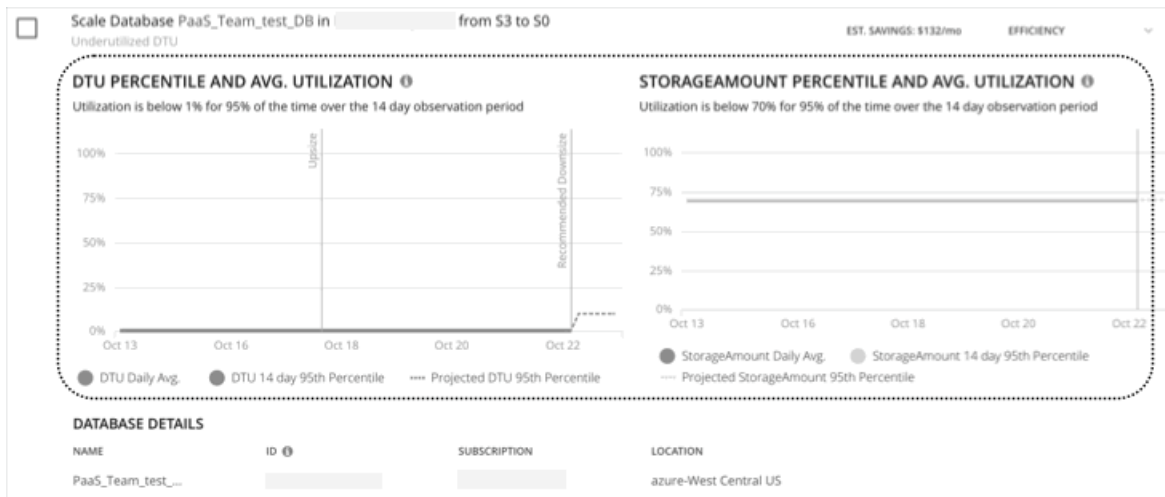 Scale Database PaaS_Team_test_DB in from S3 to S0
Underutilized DTU
EST. SAVINGS: $132/mo
EFFICIENCY
DTU PERCENTILE AND AVG. UTILIZATION
Utilization is below 1% for 95% of the time over the 14 day observation period
100%
75%
50%
25%
0%
Upsize
Recommended Downsize
Oct 13 Oct 16 Oct 18 Oct 20 Oct 22
DTU Daily Avg. DTU 14 day 95th Percentile Projected DTU 95th Percentile
STORAGEAMOUNT PERCENTILE AND AVG. UTILIZATION
Utilization is below 70% for 95% of the time over the 14 day observation period
100%
75%
50%
25%
0%
Oct 13 Oct 16 Oct 18 Oct 20 Oct 22
StorageAmount Daily Avg. StorageAmount 14 day 95th Percentile
Projected StorageAmount 95th Percentile
DATABASE DETAILS
NAME ID SUBSCRIPTION LOCATION
PaaS_Team_test_... azure-West Central US